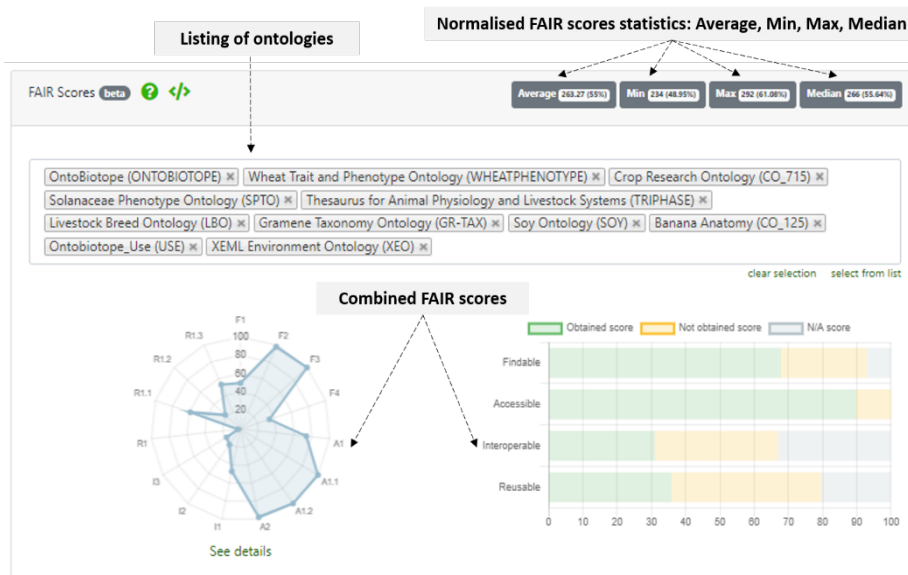 Listing of ontologies
Normalised FAIR scores statistics: Average, Min, Max, Median
FAIR Scores beta ? </>
Average 263.27 (55%) Min 234 (48.95%) Max 292 (61.08%) Median 266 (55.64%)
OntoBiotope (ONTOBIOTOPE) × Wheat Trait and Phenotype Ontology (WHEATPHENOTYPE) × Crop Research Ontology (CO_715) ×
Solanaceae Phenotype Ontology (SPTO) × Thesaurus for Animal Physiology and Livestock Systems (TRIPHASE) ×
Livestock Breed Ontology (LBO) × Gramene Taxonomy Ontology (GR-TAX) × Soy Ontology (SOY) × Banana Anatomy (CO_125) ×
Ontobiotope_Use (USE) × XEML Environment Ontology (XEO) ×
clear selection select from list
Combined FAIR scores
F1
F2
F3
F4
A1
A1.1
A1.2
A2
I1
I2
I3
R1
R1.1
R1.2
R1.3
100
80
60
40
20
See details
Obtained score Not obtained score N/A score
Findable
Accessible
Interoperable
Reusable
0 10 20 30 40 50 60 70 80 90 100